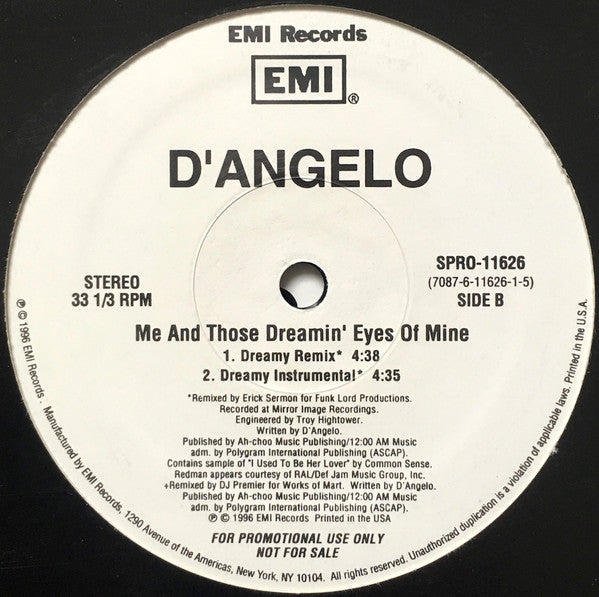 EMI Records
EMI®
D'ANGELO
STEREO
33 1/3 RPM
SPRO-11626
(7087-6-11626-1-5)
SIDE B
Me And Those Dreamin' Eyes Of Mine
1. Dreamy Remix* 4:38
2. Dreamy Instrumental* 4:35
*Remixed by Erick Sermon for Funk Lord Productions.
Recorded at Mirror Image Recordings.
Engineered by Troy Hightower.
Written by D'Angelo.
Published by Ah-choo Music Publishing/12:00 AM Music
adm. by Polygram International Publishing (ASCAP).
Contains sample of "I Used To Be Her Lover" by Common Sense.
Redman appears courtesy of RAL/Def Jam Music Group, Inc.
+Remixed by DJ Premier for Works of Mart. Written by D'Angelo.
Published by Ah-choo Music Publishing/12:00 AM Music
adm. by Polygram International Publishing (ASCAP).
℗ © 1996 EMI Records Printed in the USA
FOR PROMOTIONAL USE ONLY
NOT FOR SALE
℗ © 1996 EMI Records - Manufactured by EMI Records, 1290 Avenue of the Americas, New York, NY 10104. All rights reserved. Unauthorized duplication is a violation of applicable laws. Printed in the U.S.A.